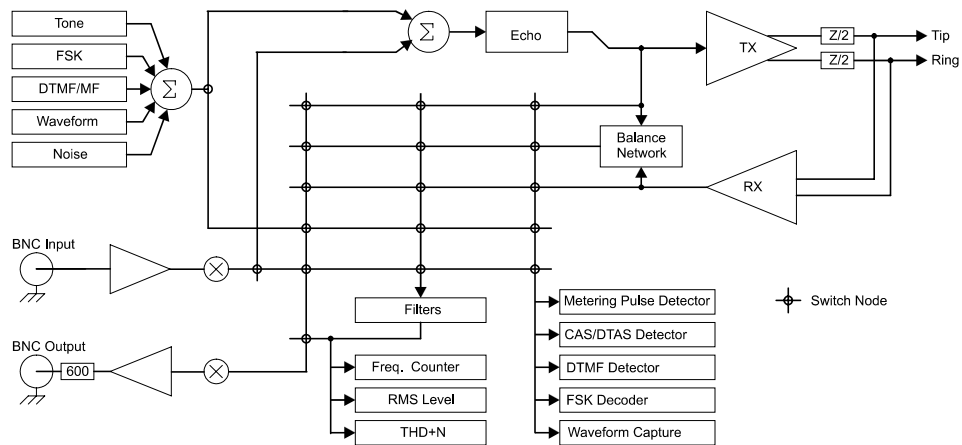 Tone
FSK
DTMF/MF
Waveform
Noise
Σ
Σ
Echo
TX
Z/2
Z/2
Tip
Ring
Balance
Network
RX
BNC Input
BNC Output
600
Filters
Freq. Counter
RMS Level
THD+N
Metering Pulse Detector
CAS/DTAS Detector
DTMF Detector
FSK Decoder
Waveform Capture
Switch Node